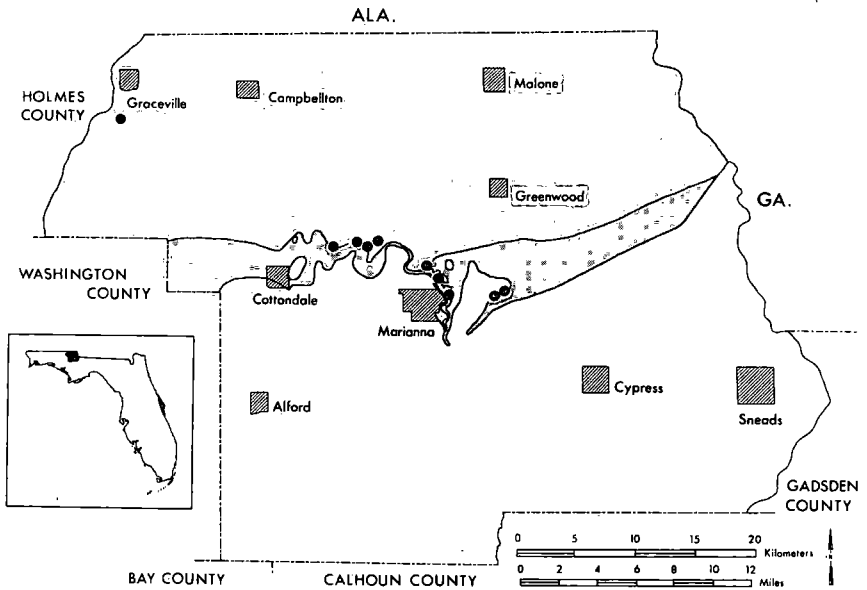 ALA.
Graceville
Campbellton
Malone
HOLMES
COUNTY
Greenwood
GA.
WASHINGTON
COUNTY
Cottondale
Marianna
Alford
Cypress
Sneads
GADSDEN
COUNTY
0 5 10 15 20
Kilometers
0 2 4 6 8 10 12
Miles
BAY COUNTY
CALHOUN COUNTY